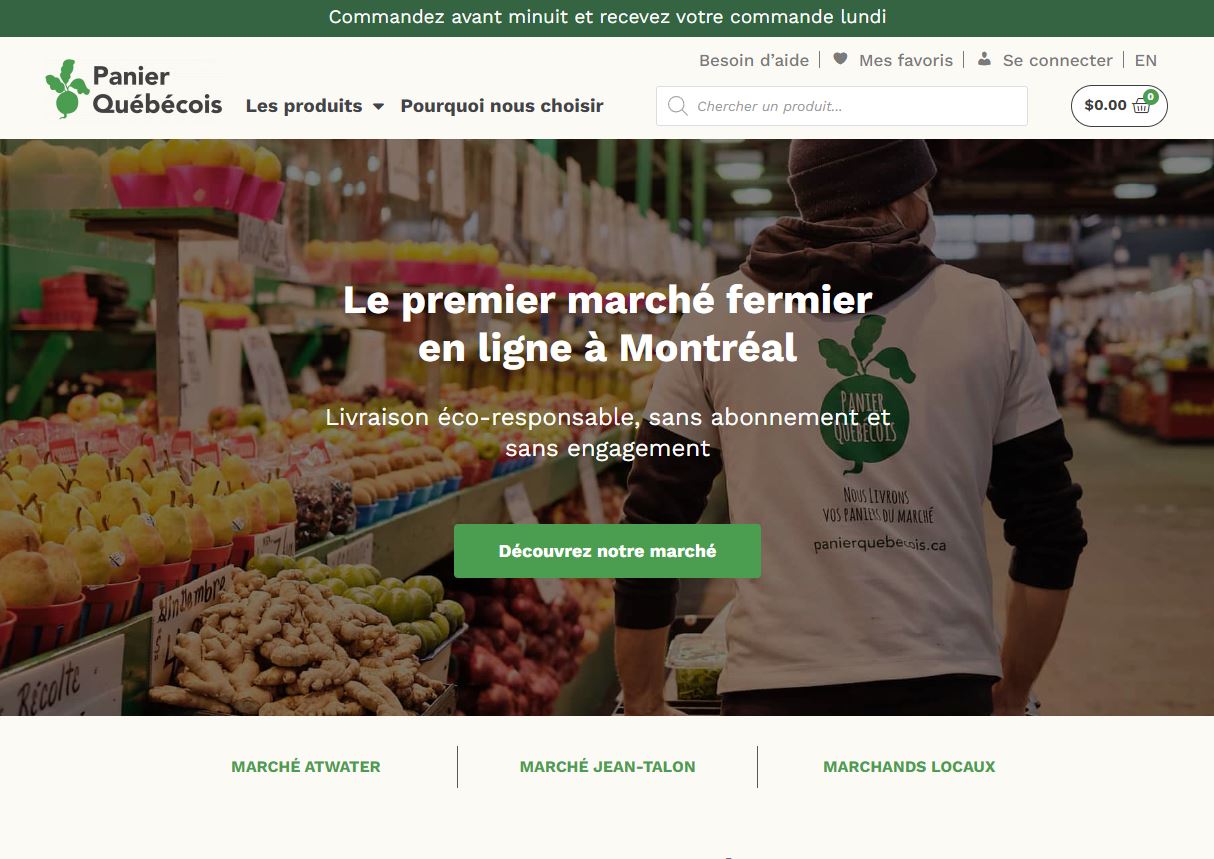 Commandez avant minuit et recevez votre commande lundi
Besoin d’aide
Mes favoris
Se connecter
EN
Panier
Québécois
Les produits
Pourquoi nous choisir
Chercher un produit...
$0.00
0
Le premier marché fermier
en ligne à Montréal
Livraison éco-responsable, sans abonnement et
sans engagement
Découvrez notre marché
PANIER
QUÉBÉCOIS
NOUS LIVRONS
VOS PANIERS DU MARCHÉ
panierquebecois.ca
Récolte
MARCHÉ ATWATER
MARCHÉ JEAN-TALON
MARCHANDS LOCAUX